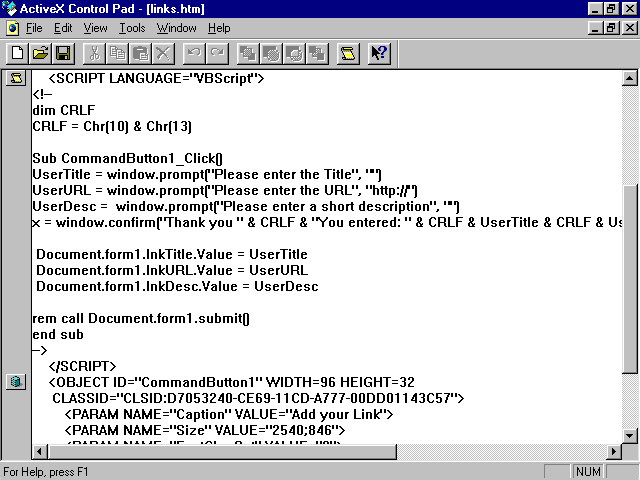 ActiveX Control Pad - [links.htm]
File Edit View Tools Window Help
<SCRIPT LANGUAGE="VBScript">
<!--
dim CRLF
CRLF = Chr(10) & Chr(13)
Sub CommandButton1_Click()
UserTitle = window.prompt("Please enter the Title", "")
UserURL = window.prompt("Please enter the URL", "http://")
UserDesc =  window.prompt("Please enter a short description", "")
x = window.confirm("Thank you " & CRLF & "You entered: " & CRLF & UserTitle & CRLF & Us
Document.form1.lnkTitle.Value = UserTitle
Document.form1.lnkURL.Value = UserURL
Document.form1.lnkDesc.Value = UserDesc
rem call Document.form1.submit()
end sub
-->
</SCRIPT>
<OBJECT ID="CommandButton1" WIDTH=96 HEIGHT=32
CLASSID="CLSID:D7053240-CE69-11CD-A777-00DD01143C57">
<PARAM NAME="Caption" VALUE="Add your Link">
<PARAM NAME="Size" VALUE="2540;846">
For Help, press F1
NUM